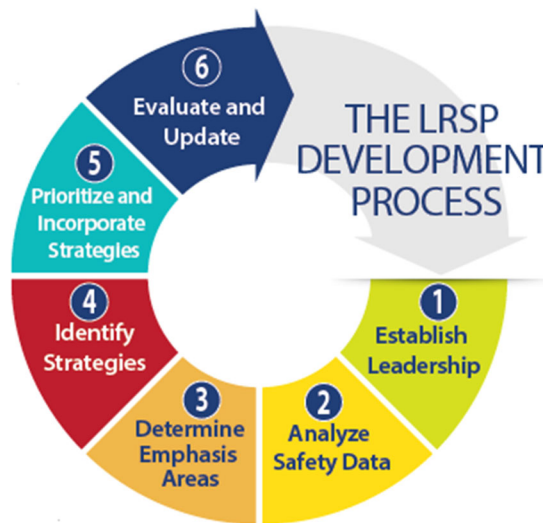 THE LRSP
DEVELOPMENT
PROCESS
1
Establish
Leadership
2
Analyze
Safety Data
3
Determine
Emphasis
Areas
4
Identify
Strategies
5
Prioritize and
Incorporate
Strategies
6
Evaluate and
Update